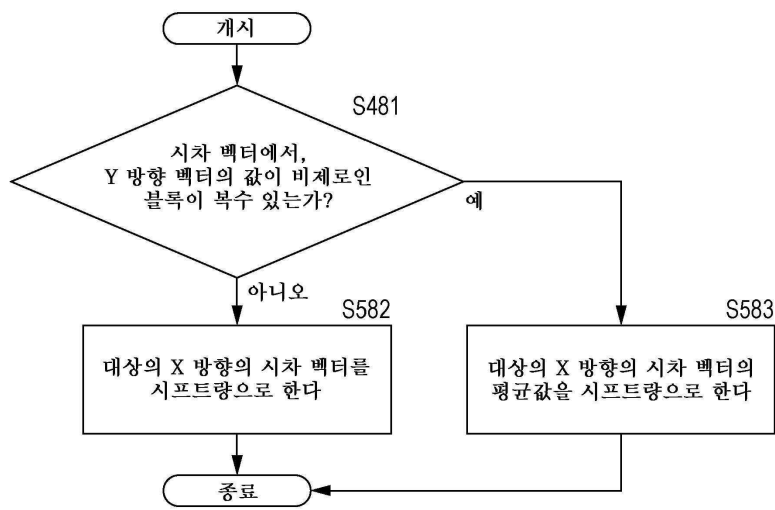 개시
S481
시차 벡터에서,
Y 방향 벡터의 값이 비제로인
블록이 복수 있는가?
예
아니오
S582
대상의 X 방향의 시차 벡터를
시프트량으로 한다
S583
대상의 X 방향의 시차 벡터의
평균값을 시프트량으로 한다
종료